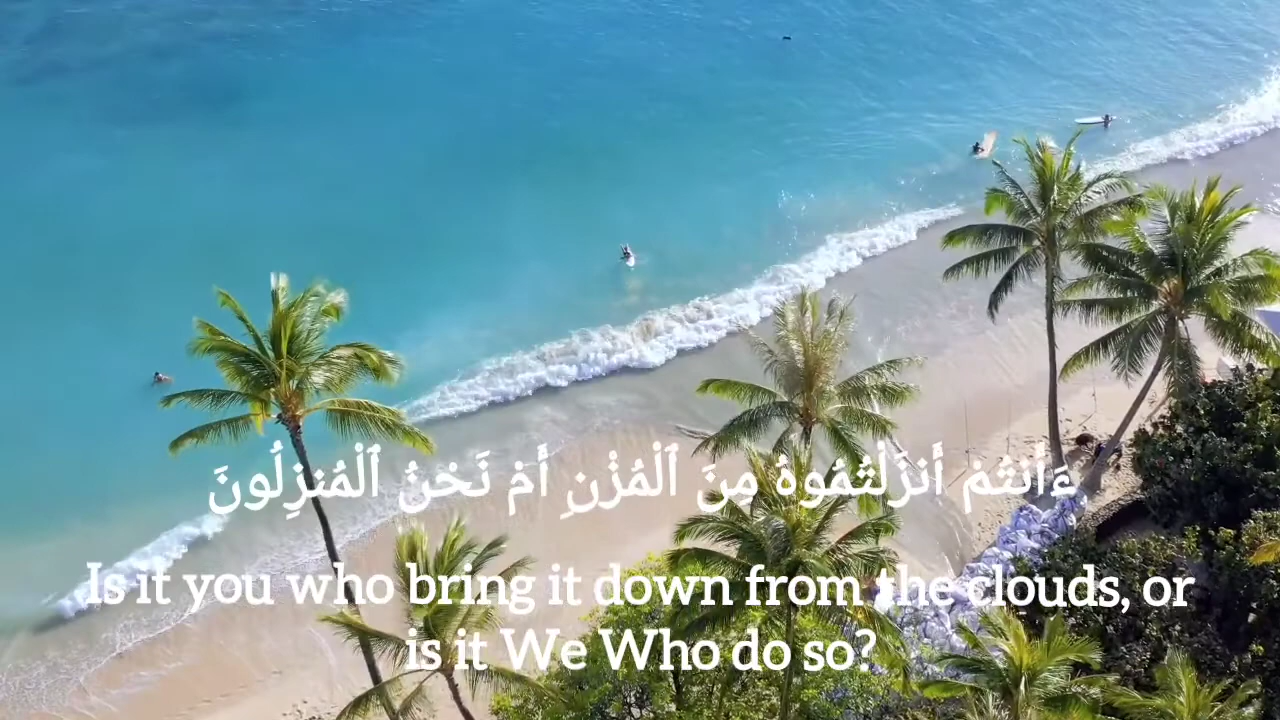 ءَأَنتُمْ أَنزَلْتُمُوهُ مِنَ ٱلْمُزْنِ أَمْ نَحْنُ ٱلْمُنزِلُونَ
Is it you who bring it down from the clouds, or
is it We Who do so?